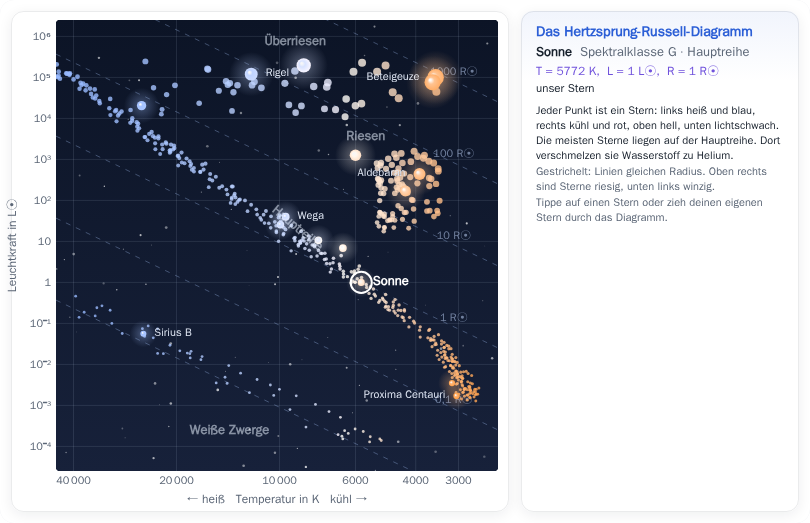 Leuchtkraft in L☉
10⁶
10⁵
10⁴
10³
10²
10
1
10⁻¹
10⁻²
10⁻³
10⁻⁴
Überriesen
Rigel
Beteigeuze
1000 R☉
Riesen
100 R☉
Aldebaran
Wega
Hauptreihe
10 R☉
Sonne
1 R☉
Sirius B
Proxima Centauri
0,1 R☉
Weiße Zwerge
40 000 20 000 10 000 6000 4000 3000
← heiß Temperatur in K kühl →
Das Hertzsprung-Russell-Diagramm
Sonne Spektralklasse G · Hauptreihe
T = 5772 K, L = 1 L☉, R = 1 R☉
unser Stern
Jeder Punkt ist ein Stern: links heiß und blau,
rechts kühl und rot, oben hell, unten lichtschwach.
Die meisten Sterne liegen auf der Hauptreihe. Dort
verschmelzen sie Wasserstoff zu Helium.
Gestrichelt: Linien gleichen Radius. Oben rechts
sind Sterne riesig, unten links winzig.
Tippe auf einen Stern oder zieh deinen eigenen
Stern durch das Diagramm.